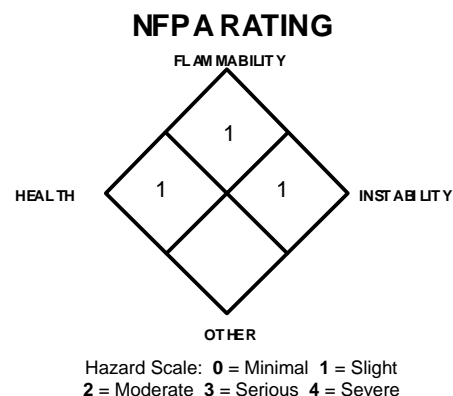 NFPA RATING
FLAMMABILITY
1
HEALTH 1 1 INSTABILITY
OTHER
Hazard Scale: 0 = Minimal 1 = Slight
2 = Moderate 3 = Serious 4 = Severe